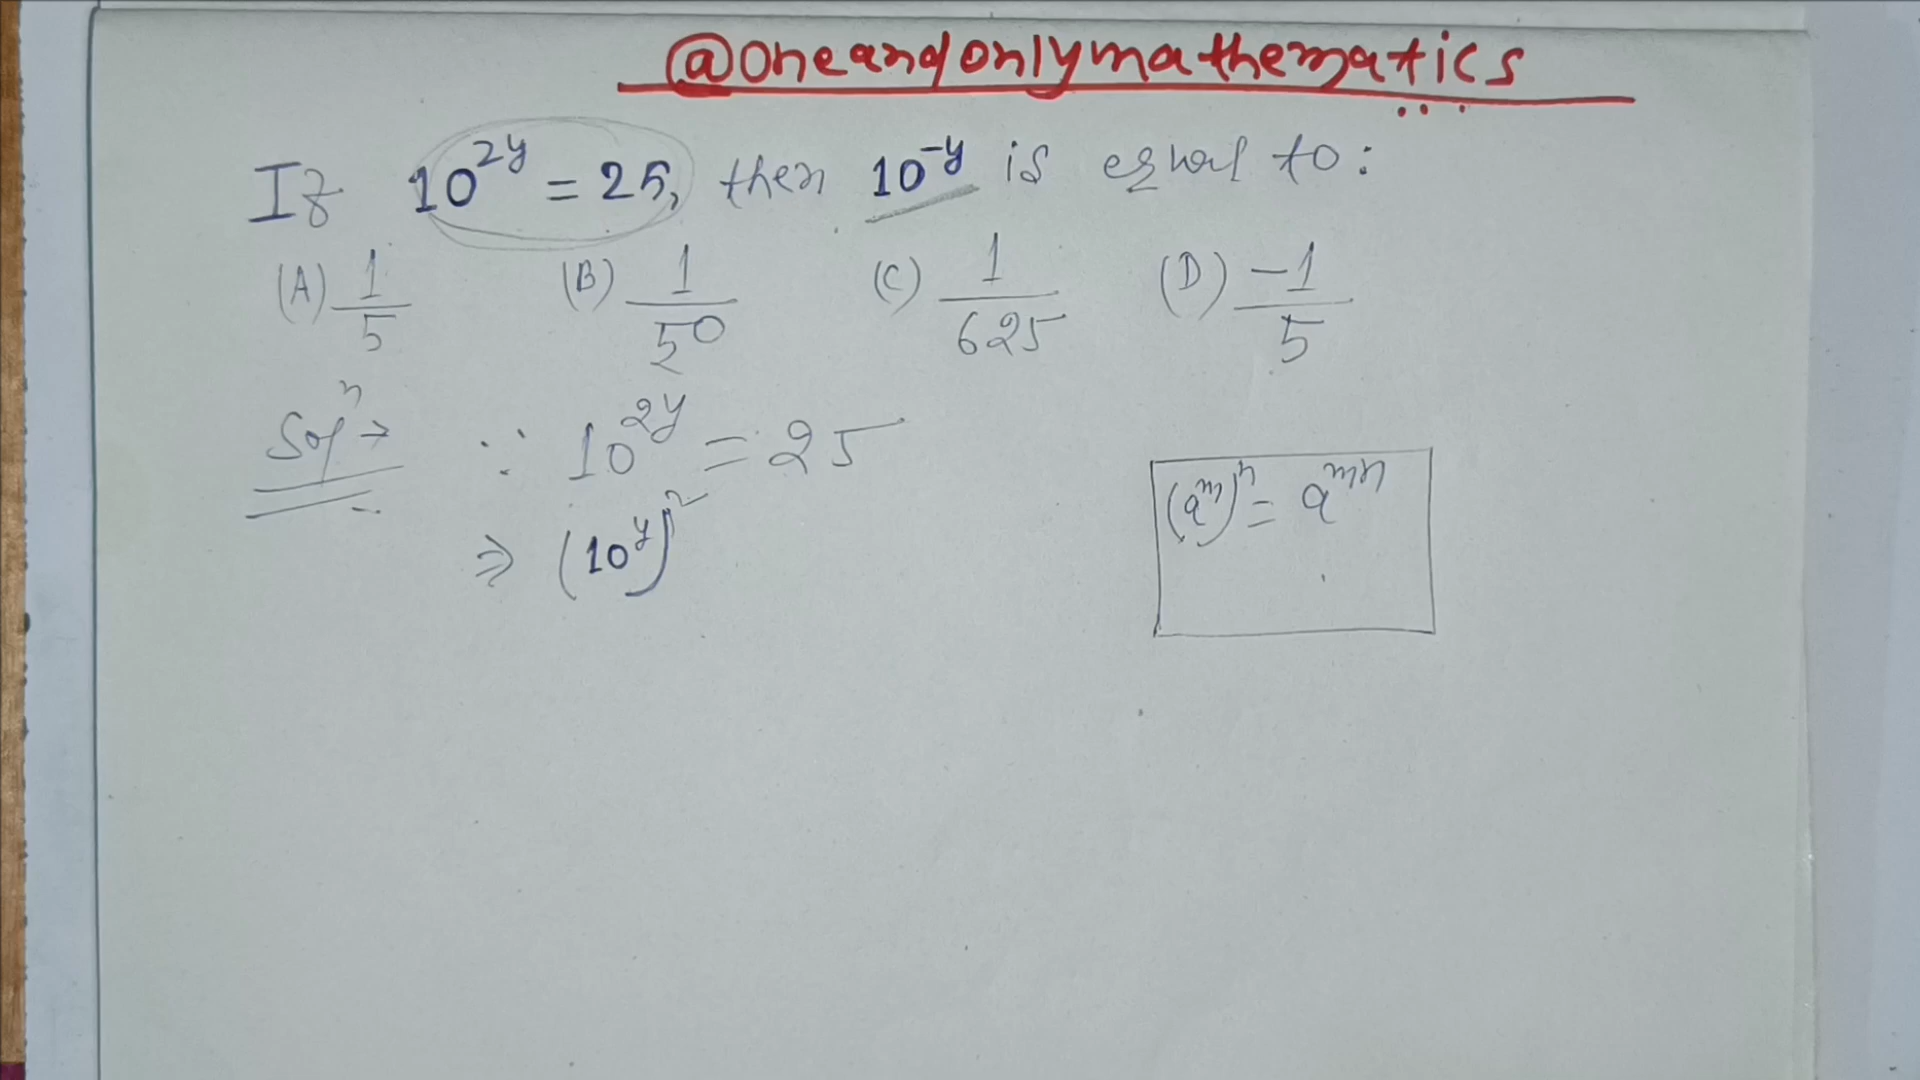 @oneandonlymathematics
If 10^{2y} = 25, then 10^{-y} is equal to:
(A) 1/5 (B) 1/50 (C) 1/625 (D) -1/5
Sol^n → ∵ 10^{2y} = 25
⇒ (10^y)^2
(a^m)^n = a^{mn}